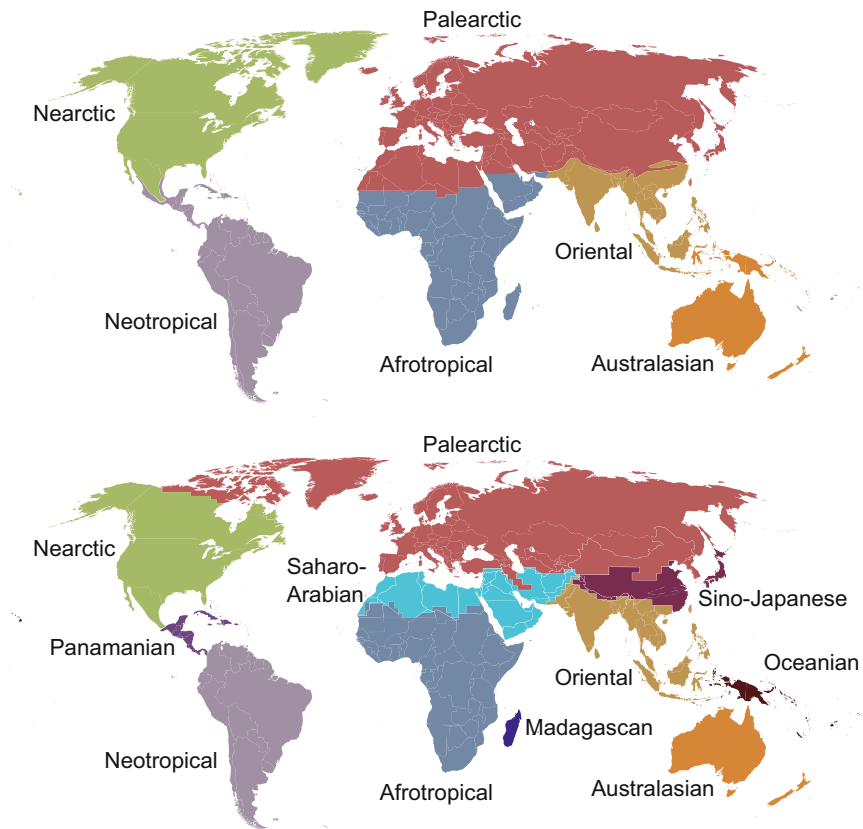 Palearctic
Nearctic
Oriental
Neotropical
Afrotropical
Australasian
Palearctic
Nearctic
Saharo-
Arabian
Sino-Japanese
Panamanian
Oceanian
Oriental
Madagascan
Neotropical
Afrotropical
Australasian